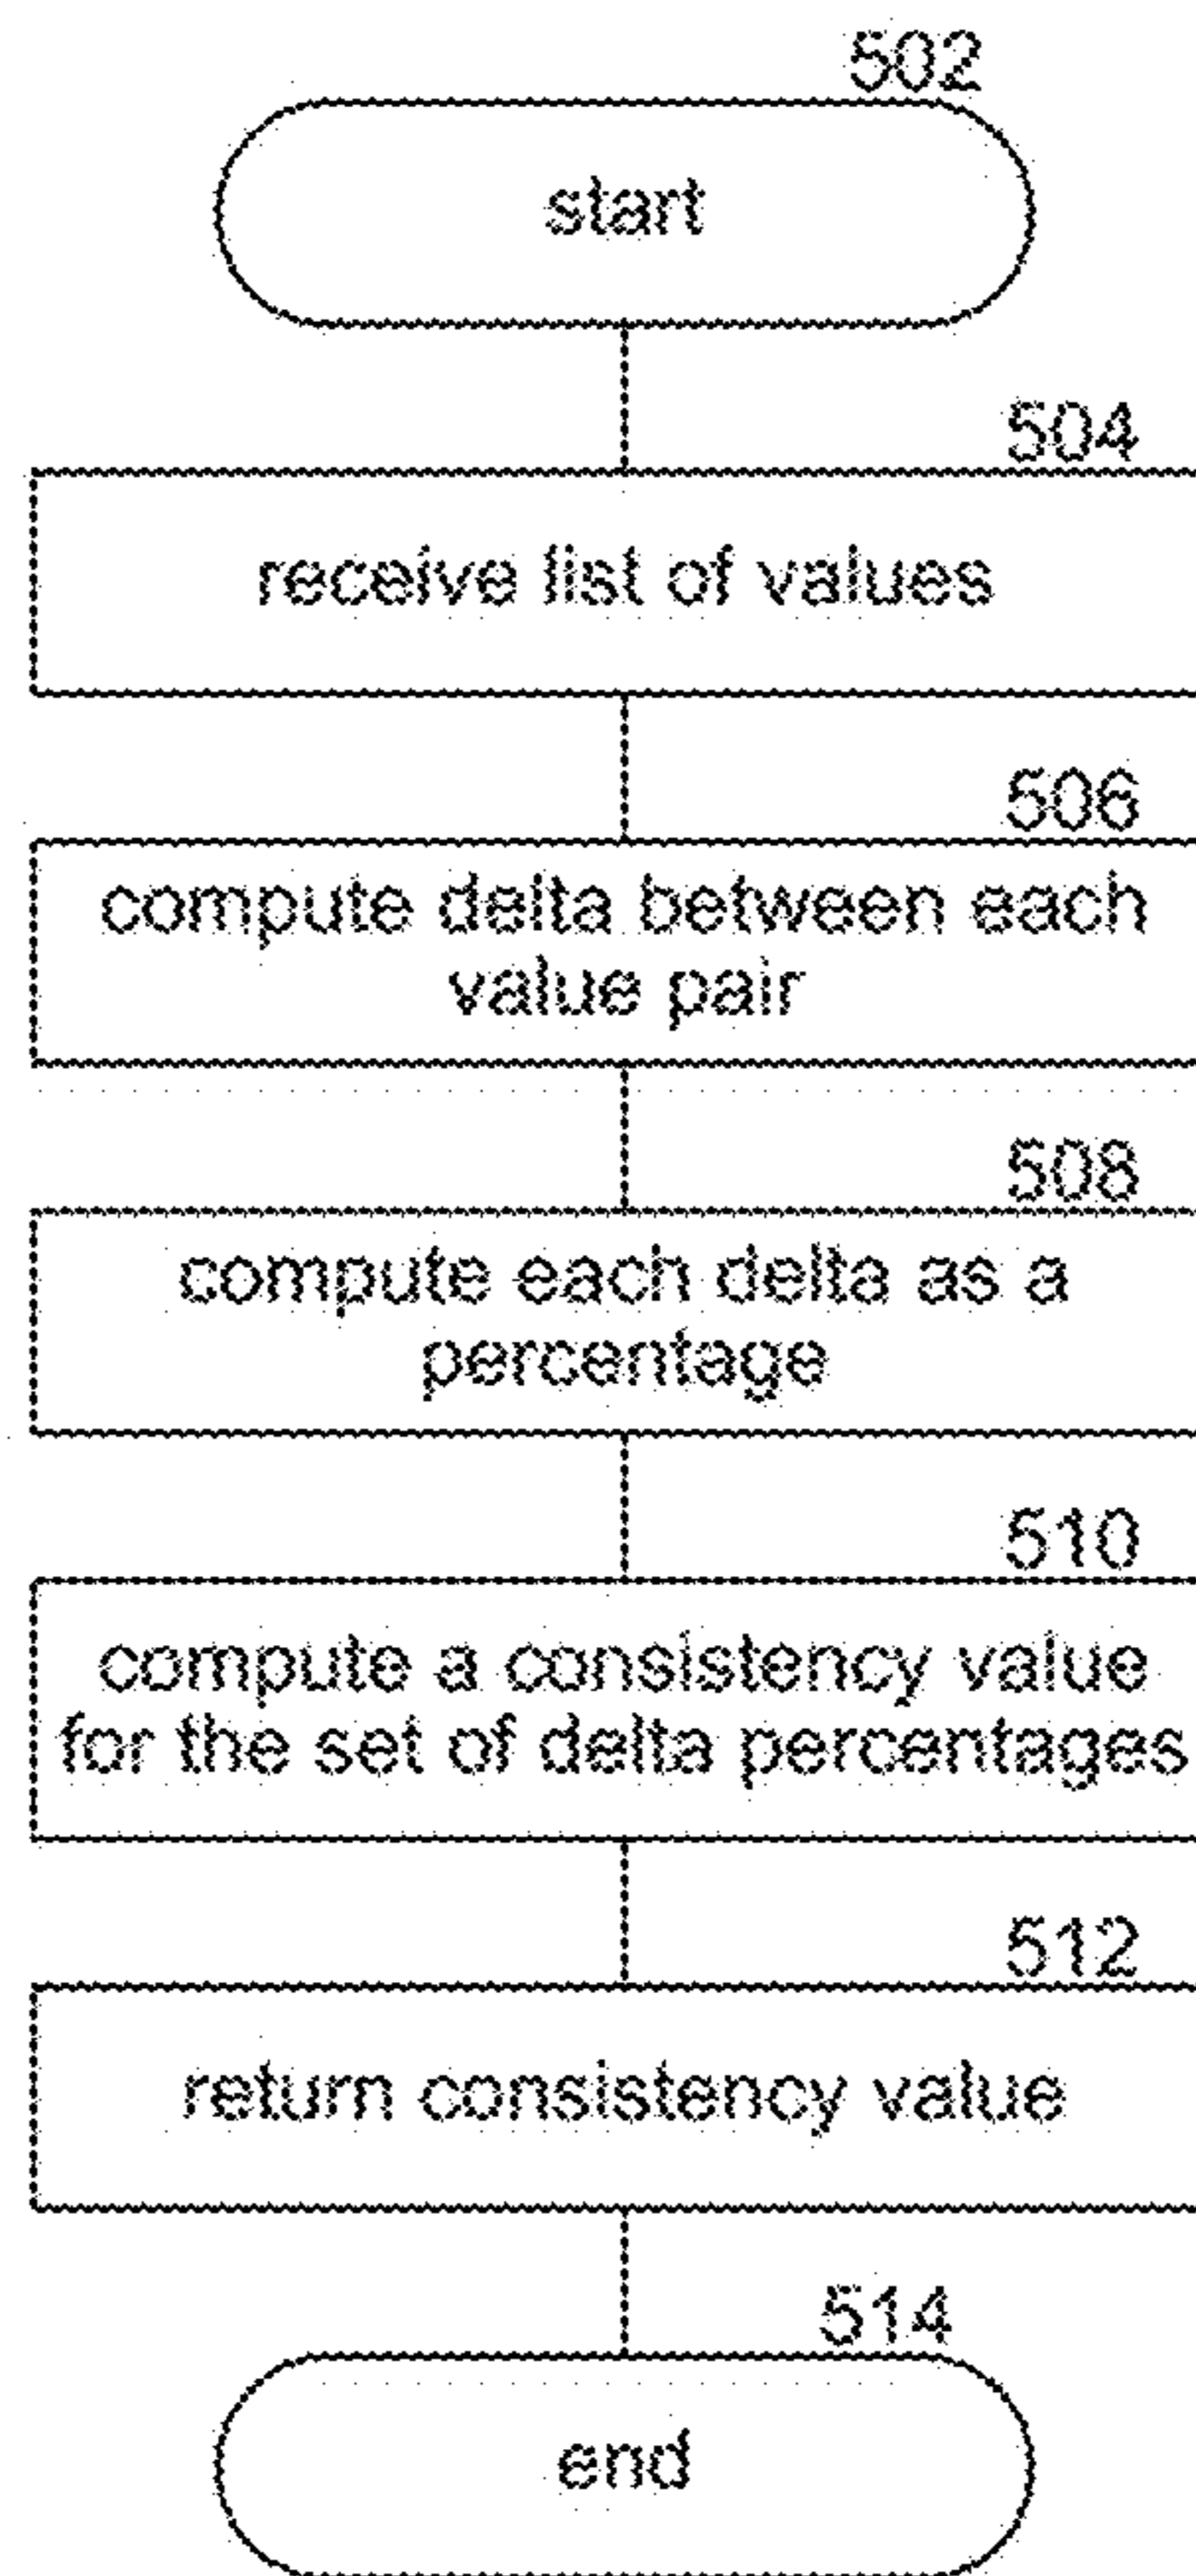 502
start
504
receive list of values
506
compute delta between each
value pair
508
compute each delta as a
percentage
510
compute a consistency value
for the set of delta percentages
512
return consistency value
514
end